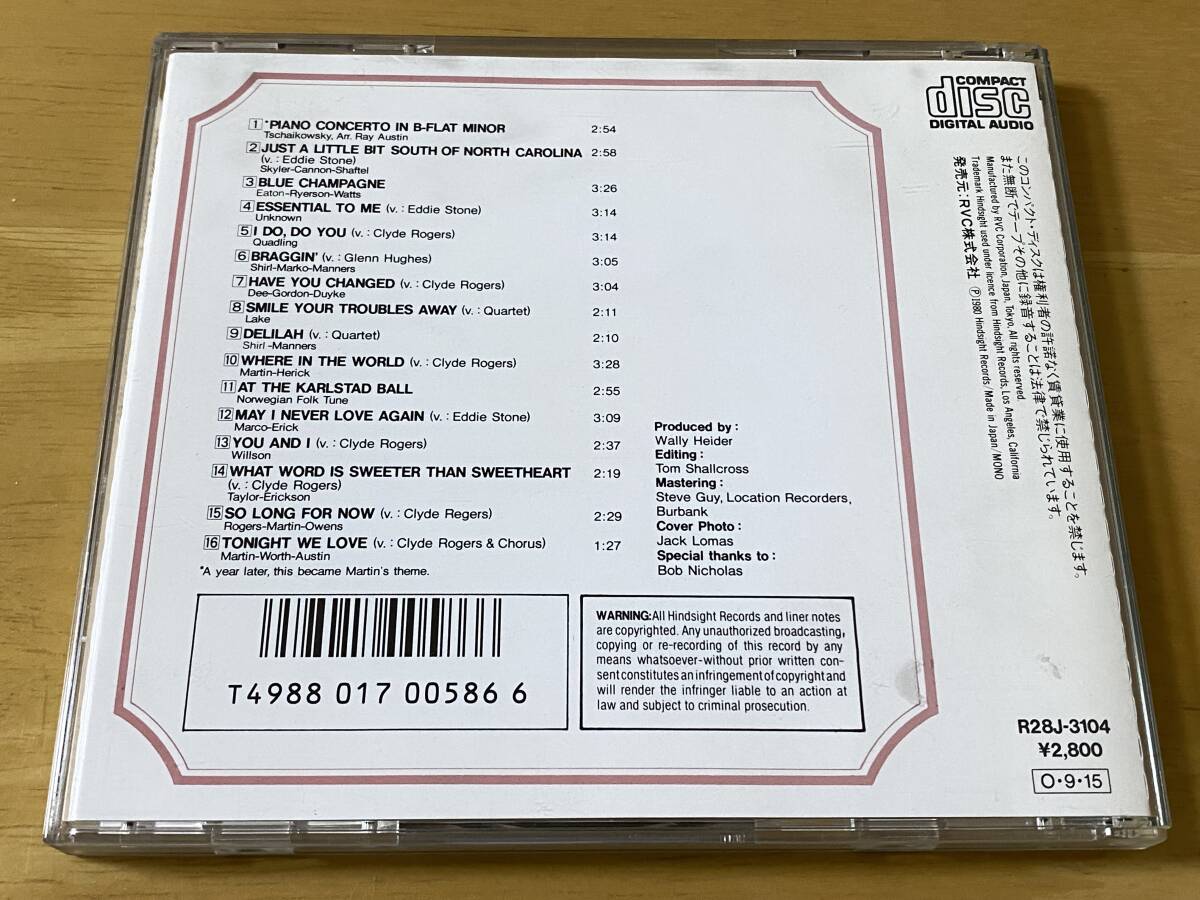 1 *PIANO CONCERTO IN B-FLAT MINOR 2:54
Tschaikowsky, Arr. Ray Austin
2 JUST A LITTLE BIT SOUTH OF NORTH CAROLINA 2:58
(v.: Eddie Stone)
Skyler-Cannon-Shaftel
3 BLUE CHAMPAGNE 3:26
Eaton-Ryerson-Watts
4 ESSENTIAL TO ME (v.: Eddie Stone) 3:14
Unknown
5 I DO, DO YOU (v.: Clyde Rogers) 3:14
Quadling
6 BRAGGIN' (v.: Glenn Hughes) 3:05
Shirl-Marko-Manners
7 HAVE YOU CHANGED (v.: Clyde Rogers) 3:04
Dee-Gordon-Duyke
8 SMILE YOUR TROUBLES AWAY (v.: Quartet) 2:11
Lake
9 DELILAH (v.: Quartet) 2:10
Shirl-Manners
10 WHERE IN THE WORLD (v.: Clyde Rogers) 3:28
Martin-Herick
11 AT THE KARLSTAD BALL 2:55
Norwegian Folk Tune
12 MAY I NEVER LOVE AGAIN (v.: Eddie Stone) 3:09
Marco-Erick
13 YOU AND I (v.: Clyde Rogers) 2:37
Willson
14 WHAT WORD IS SWEETER THAN SWEETHEART 2:19
(v.: Clyde Rogers)
Taylor-Erickson
15 SO LONG FOR NOW (v.: Clyde Regers) 2:29
Rogers-Martin-Owens
16 TONIGHT WE LOVE (v.: Clyde Rogers & Chorus) 1:27
Martin-Worth-Austin
*A year later, this became Martin's theme.
Produced by:
Wally Heider
Editing:
Tom Shallcross
Mastering:
Steve Guy, Location Recorders,
Burbank
Cover Photo:
Jack Lomas
Special thanks to:
Bob Nicholas
T4988 017 00586 6
WARNING:All Hindsight Records and liner notes
are copyrighted. Any unauthorized broadcasting,
copying or re-recording of this record by any
means whatsoever-without prior written con-
sent constitutes an infringement of copyright and
will render the infringer liable to an action at
law and subject to criminal prosecution.
COMPACT
disc
DIGITAL AUDIO
このコンパクト・ディスクは権利者の許諾なく賃貸業に使用することを禁じます。
また無断でテープその他に録音することは法律で禁じられています。
Manufactured by RVC Corporation, Japan, Tokyo, All rights reserved.
Trademark Hindsight used under licence from Hindsight Records, Los Angeles, California
発売元:RVC株式会社 Ⓟ1980 Hindsight Records/Made in Japan/MONO
R28J-3104
¥2,800
O・9・15